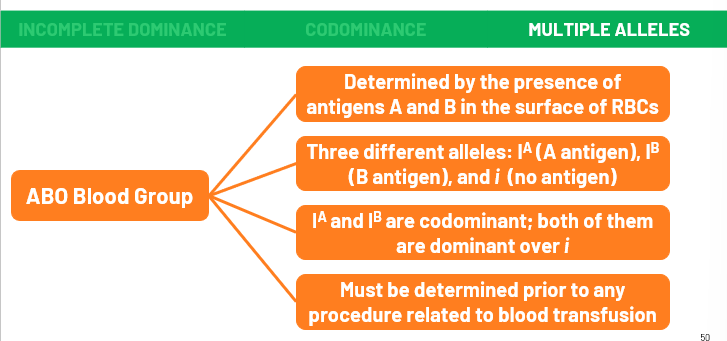 INCOMPLETE DOMINANCE CODOMINANCE MULTIPLE ALLELES
Determined by the presence of
antigens A and B in the surface of RBCs
Three different alleles: Iᴬ (A antigen), Iᴮ
(B antigen), and i (no antigen)
ABO Blood Group
Iᴬ and Iᴮ are codominant; both of them
are dominant over i
Must be determined prior to any
procedure related to blood transfusion
50